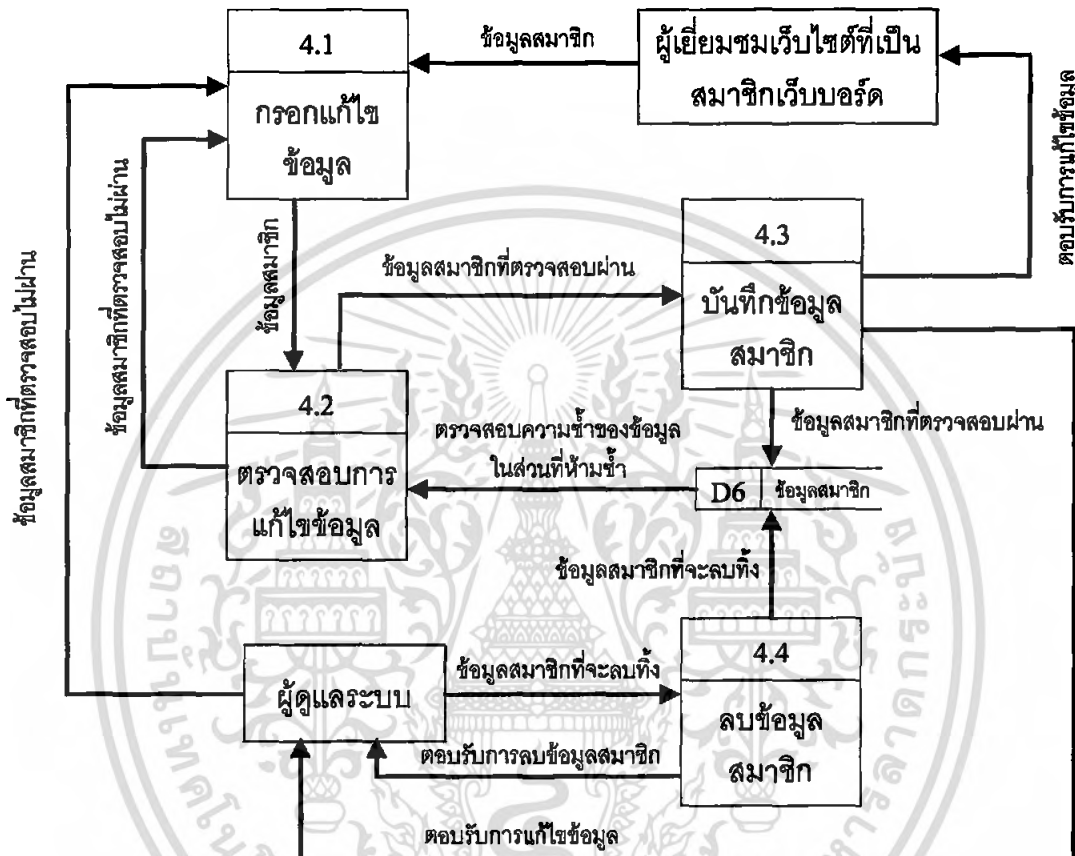 4.1
กรอกแก้ไข
ข้อมูล
ข้อมูลสมาชิก
ผู้เยี่ยมชมเว็บไซต์ที่เป็น
สมาชิกเว็บบอร์ด
ตอบรับการแก้ไขข้อมูล
ข้อมูลสมาชิกที่ตรวจสอบไม่ผ่าน
ข้อมูลสมาชิกที่ตรวจสอบไม่ผ่าน
ข้อมูลสมาชิก
ข้อมูลสมาชิกที่ตรวจสอบผ่าน
4.3
บันทึกข้อมูล
สมาชิก
4.2
ตรวจสอบการ
แก้ไขข้อมูล
ตรวจสอบความซ้ำของข้อมูล
ในส่วนที่ห้ามซ้ำ
ข้อมูลสมาชิกที่ตรวจสอบผ่าน
D6 ข้อมูลสมาชิก
ข้อมูลสมาชิกที่จะลบทิ้ง
4.4
ลบข้อมูล
สมาชิก
ผู้ดูแลระบบ
ข้อมูลสมาชิกที่จะลบทิ้ง
ตอบรับการลบข้อมูลสมาชิก
ตอบรับการแก้ไขข้อมูล